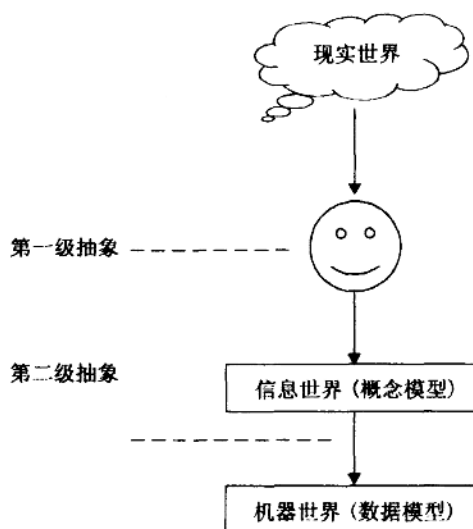 现实世界
第一级抽象
第二级抽象
信息世界（概念模型）
机器世界（数据模型）